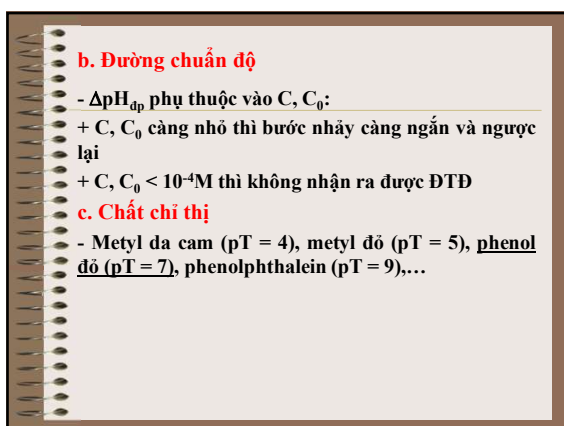 b. Đường chuẩn độ
- ΔpHđp phụ thuộc vào C, C0:
+ C, C0 càng nhỏ thì bước nhảy càng ngắn và ngược
lại
+ C, C0 < 10-4M thì không nhận ra được ĐTĐ
c. Chất chỉ thị
- Metyl da cam (pT = 4), metyl đỏ (pT = 5), phenol
đỏ (pT = 7), phenolphthalein (pT = 9),…